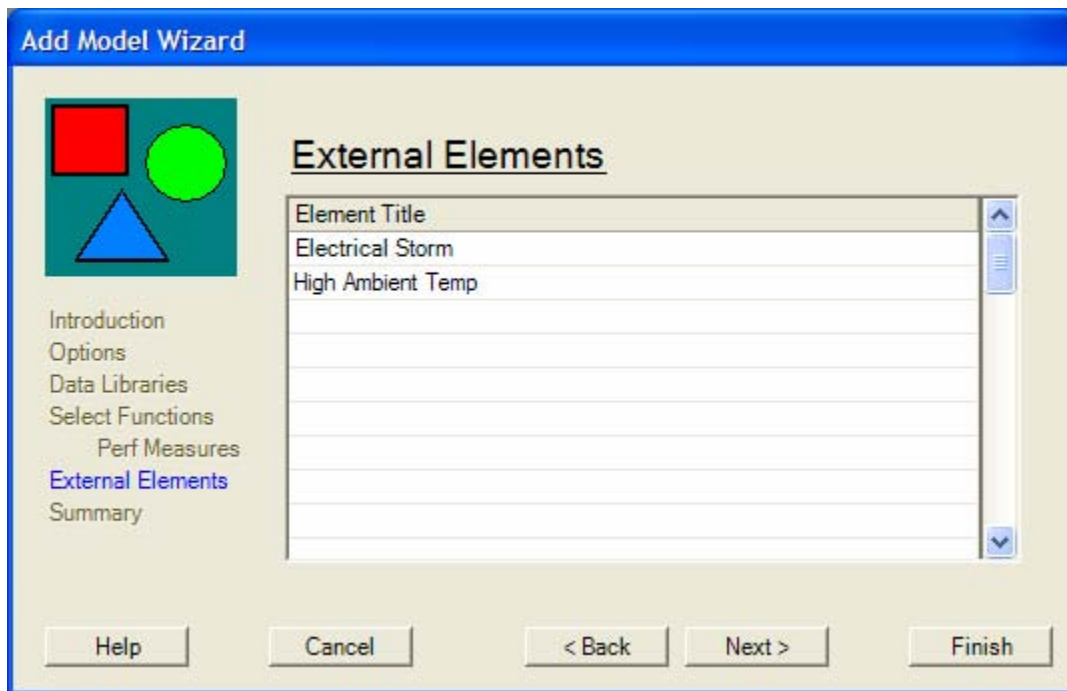 Add Model Wizard
External Elements
Element Title
Electrical Storm
High Ambient Temp
Introduction
Options
Data Libraries
Select Functions
Perf Measures
External Elements
Summary
Help
Cancel
< Back
Next >
Finish